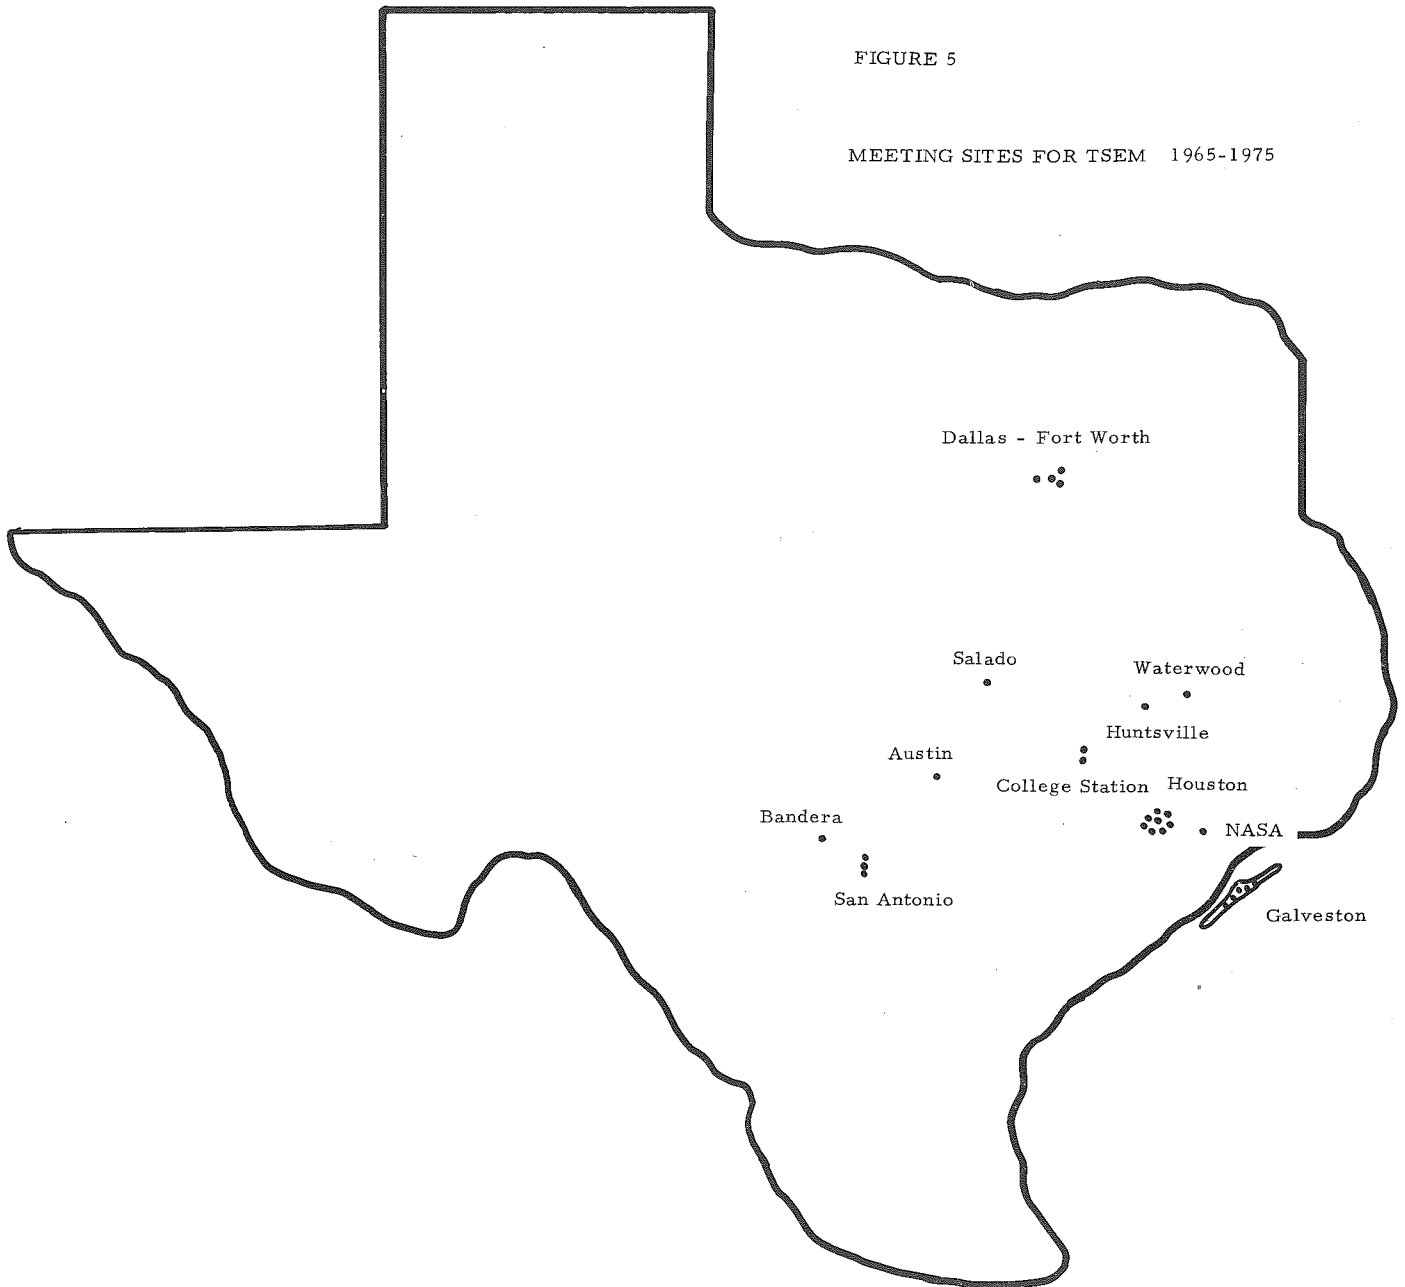 FIGURE 5
MEETING SITES FOR TSEM 1965-1975
Dallas - Fort Worth
Salado
Waterwood
Huntsville
Austin
College Station
Houston
Bandera
NASA
San Antonio
Galveston